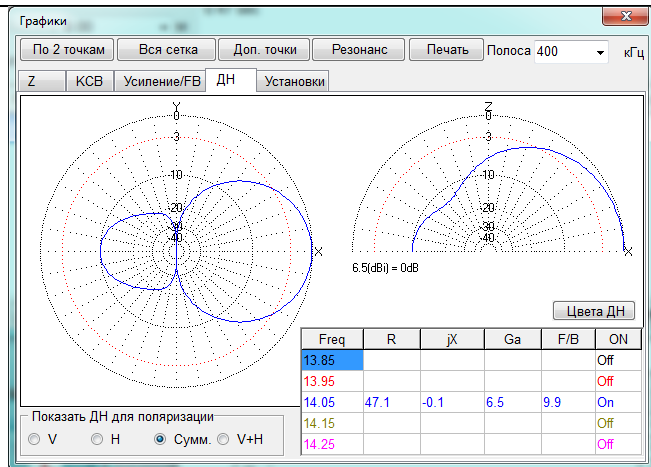 Графики
По 2 точкам Вся сетка Доп. точки Резонанс Печать Полоса 400 кГц
Z КСВ Усиление/FB ДН Установки
Y Z
0 0
-3 -3
-10 -10
-20 -20
-30 -30
-40 -40
X X
6.5(dBi) = 0dB
Цвета ДН
Freq R jX Ga F/B ON
13.85 Off
13.95 Off
14.05 47.1 -0.1 6.5 9.9 On
14.15 Off
14.25 Off
Показать ДН для поляризации
V H Сумм. V+H